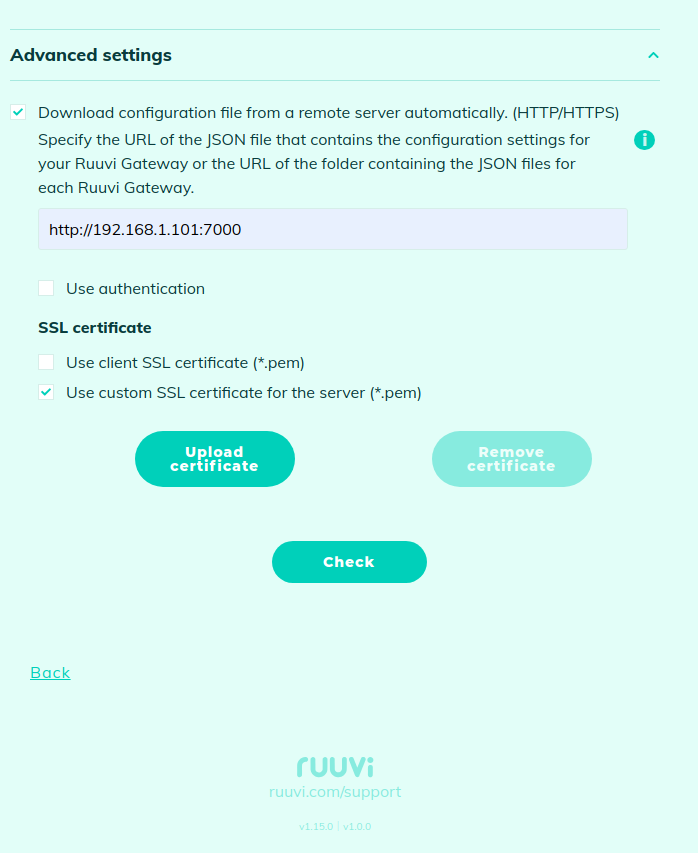 Advanced settings
Download configuration file from a remote server automatically. (HTTP/HTTPS)
Specify the URL of the JSON file that contains the configuration settings for
your Ruuvi Gateway or the URL of the folder containing the JSON files for
each Ruuvi Gateway.
http://192.168.1.101:7000
Use authentication
SSL certificate
Use client SSL certificate (*.pem)
Use custom SSL certificate for the server (*.pem)
Upload
certificate
Remove
certificate
Check
Back
ruuvi
ruuvi.com/support
v1.15.0 | v1.0.0